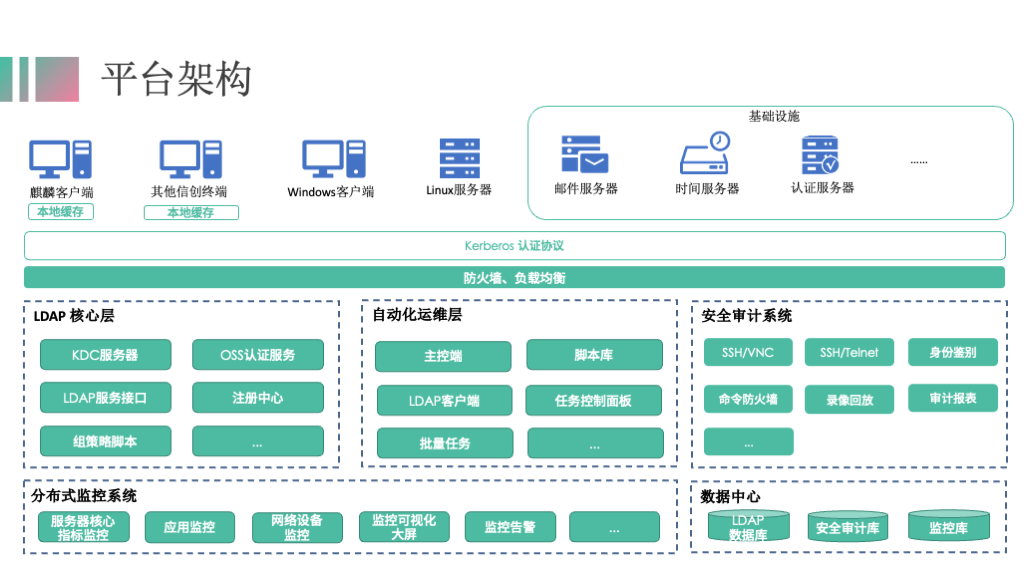 平台架构
基础设施
麒麟客户端
本地缓存
其他信创终端
本地缓存
Windows客户端
Linux服务器
邮件服务器
时间服务器
认证服务器
......
Kerberos 认证协议
防火墙、负载均衡
LDAP 核心层
KDC服务器
OSS认证服务
LDAP服务接口
注册中心
组策略脚本
...
自动化运维层
主控端
脚本库
LDAP客户端
任务控制面板
批量任务
...
安全审计系统
SSH/VNC
SSH/Telnet
身份鉴别
命令防火墙
录像回放
审计报表
...
分布式监控系统
服务器核心
指标监控
应用监控
网络设备
监控
监控可视化
大屏
监控告警
...
数据中心
LDAP
数据库
安全审计库
监控库